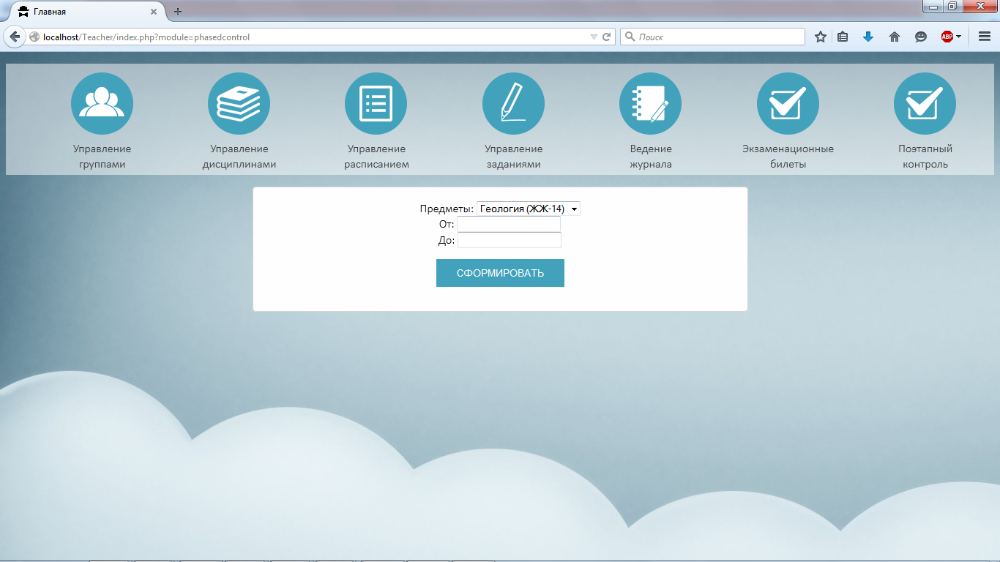 Главная
localhost/Teacher/index.php?module=phasedcontrol
Поиск
ABP
Управление группами
Управление дисциплинами
Управление расписанием
Управление заданиями
Ведение журнала
Экзаменационные билеты
Поэтапный контроль
Предметы: Геология (ЖЖ-14)
От:
До:
СФОРМИРОВАТЬ